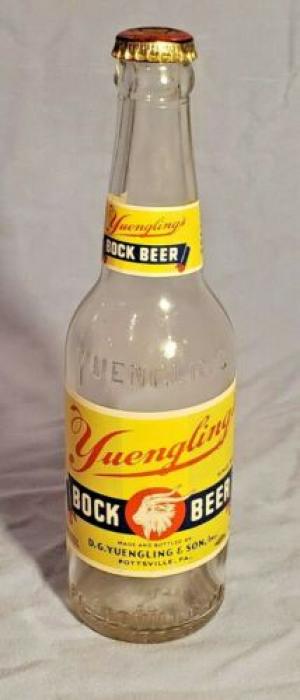 Yuengling's
BOCK BEER
YUENGLING
Yuengling's
BOCK BEER
MADE AND BOTTLED BY
D.G. YUENGLING & SON, Inc.
POTTSVILLE, PA.